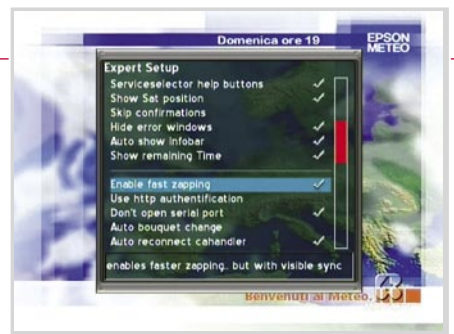 Domenica ore 19
EPSON
METEO
Expert Setup
Serviceselector help buttons
Show Sat position
Skip confirmations
Hide error windows
Auto show Infobar
Show remaining Time
Enable fast zapping
Use http authentification
Don't open serial port
Auto bouquet change
Auto reconnect cahandler
enables faster zapping.. but with visible sync
Benvenuti al Meteo.